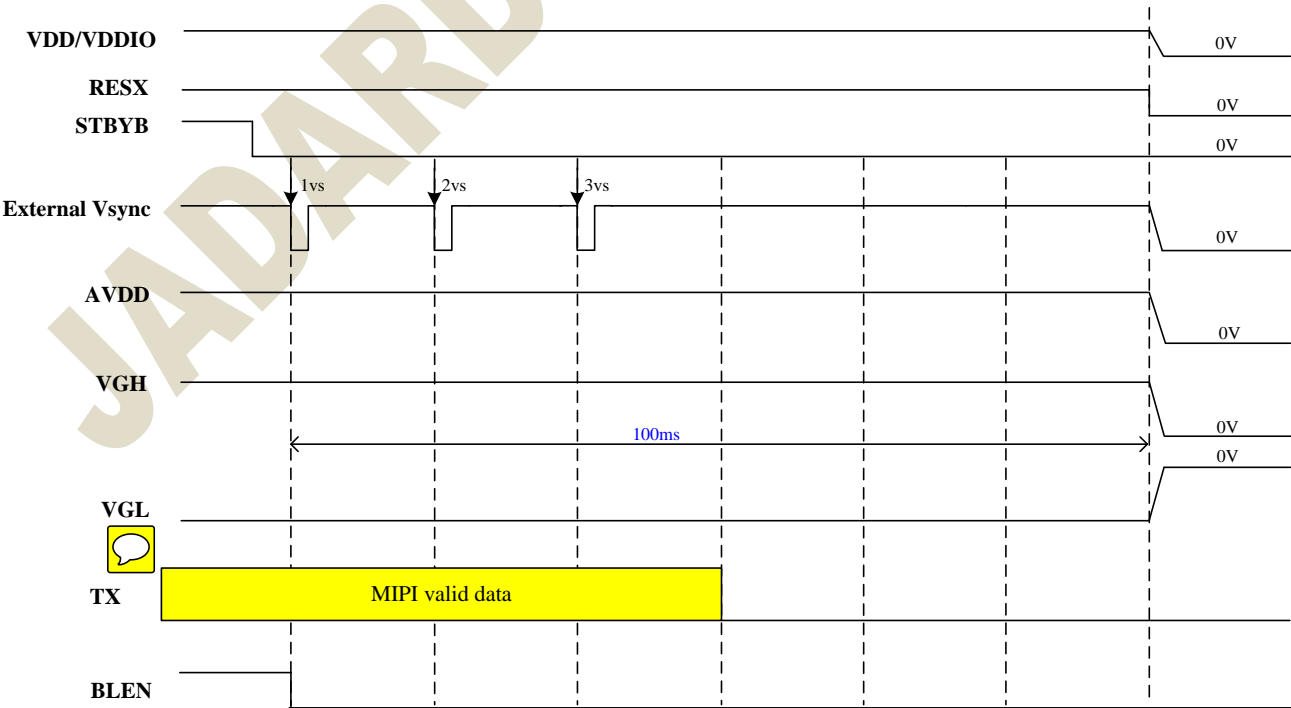 VDD/VDDIO
0V
RESX
0V
STBYB
0V
1vs 2vs 3vs
External Vsync
0V
AVDD
0V
VGH
0V
100ms
0V
VGL
TX
MIPI valid data
BLEN
JADARD